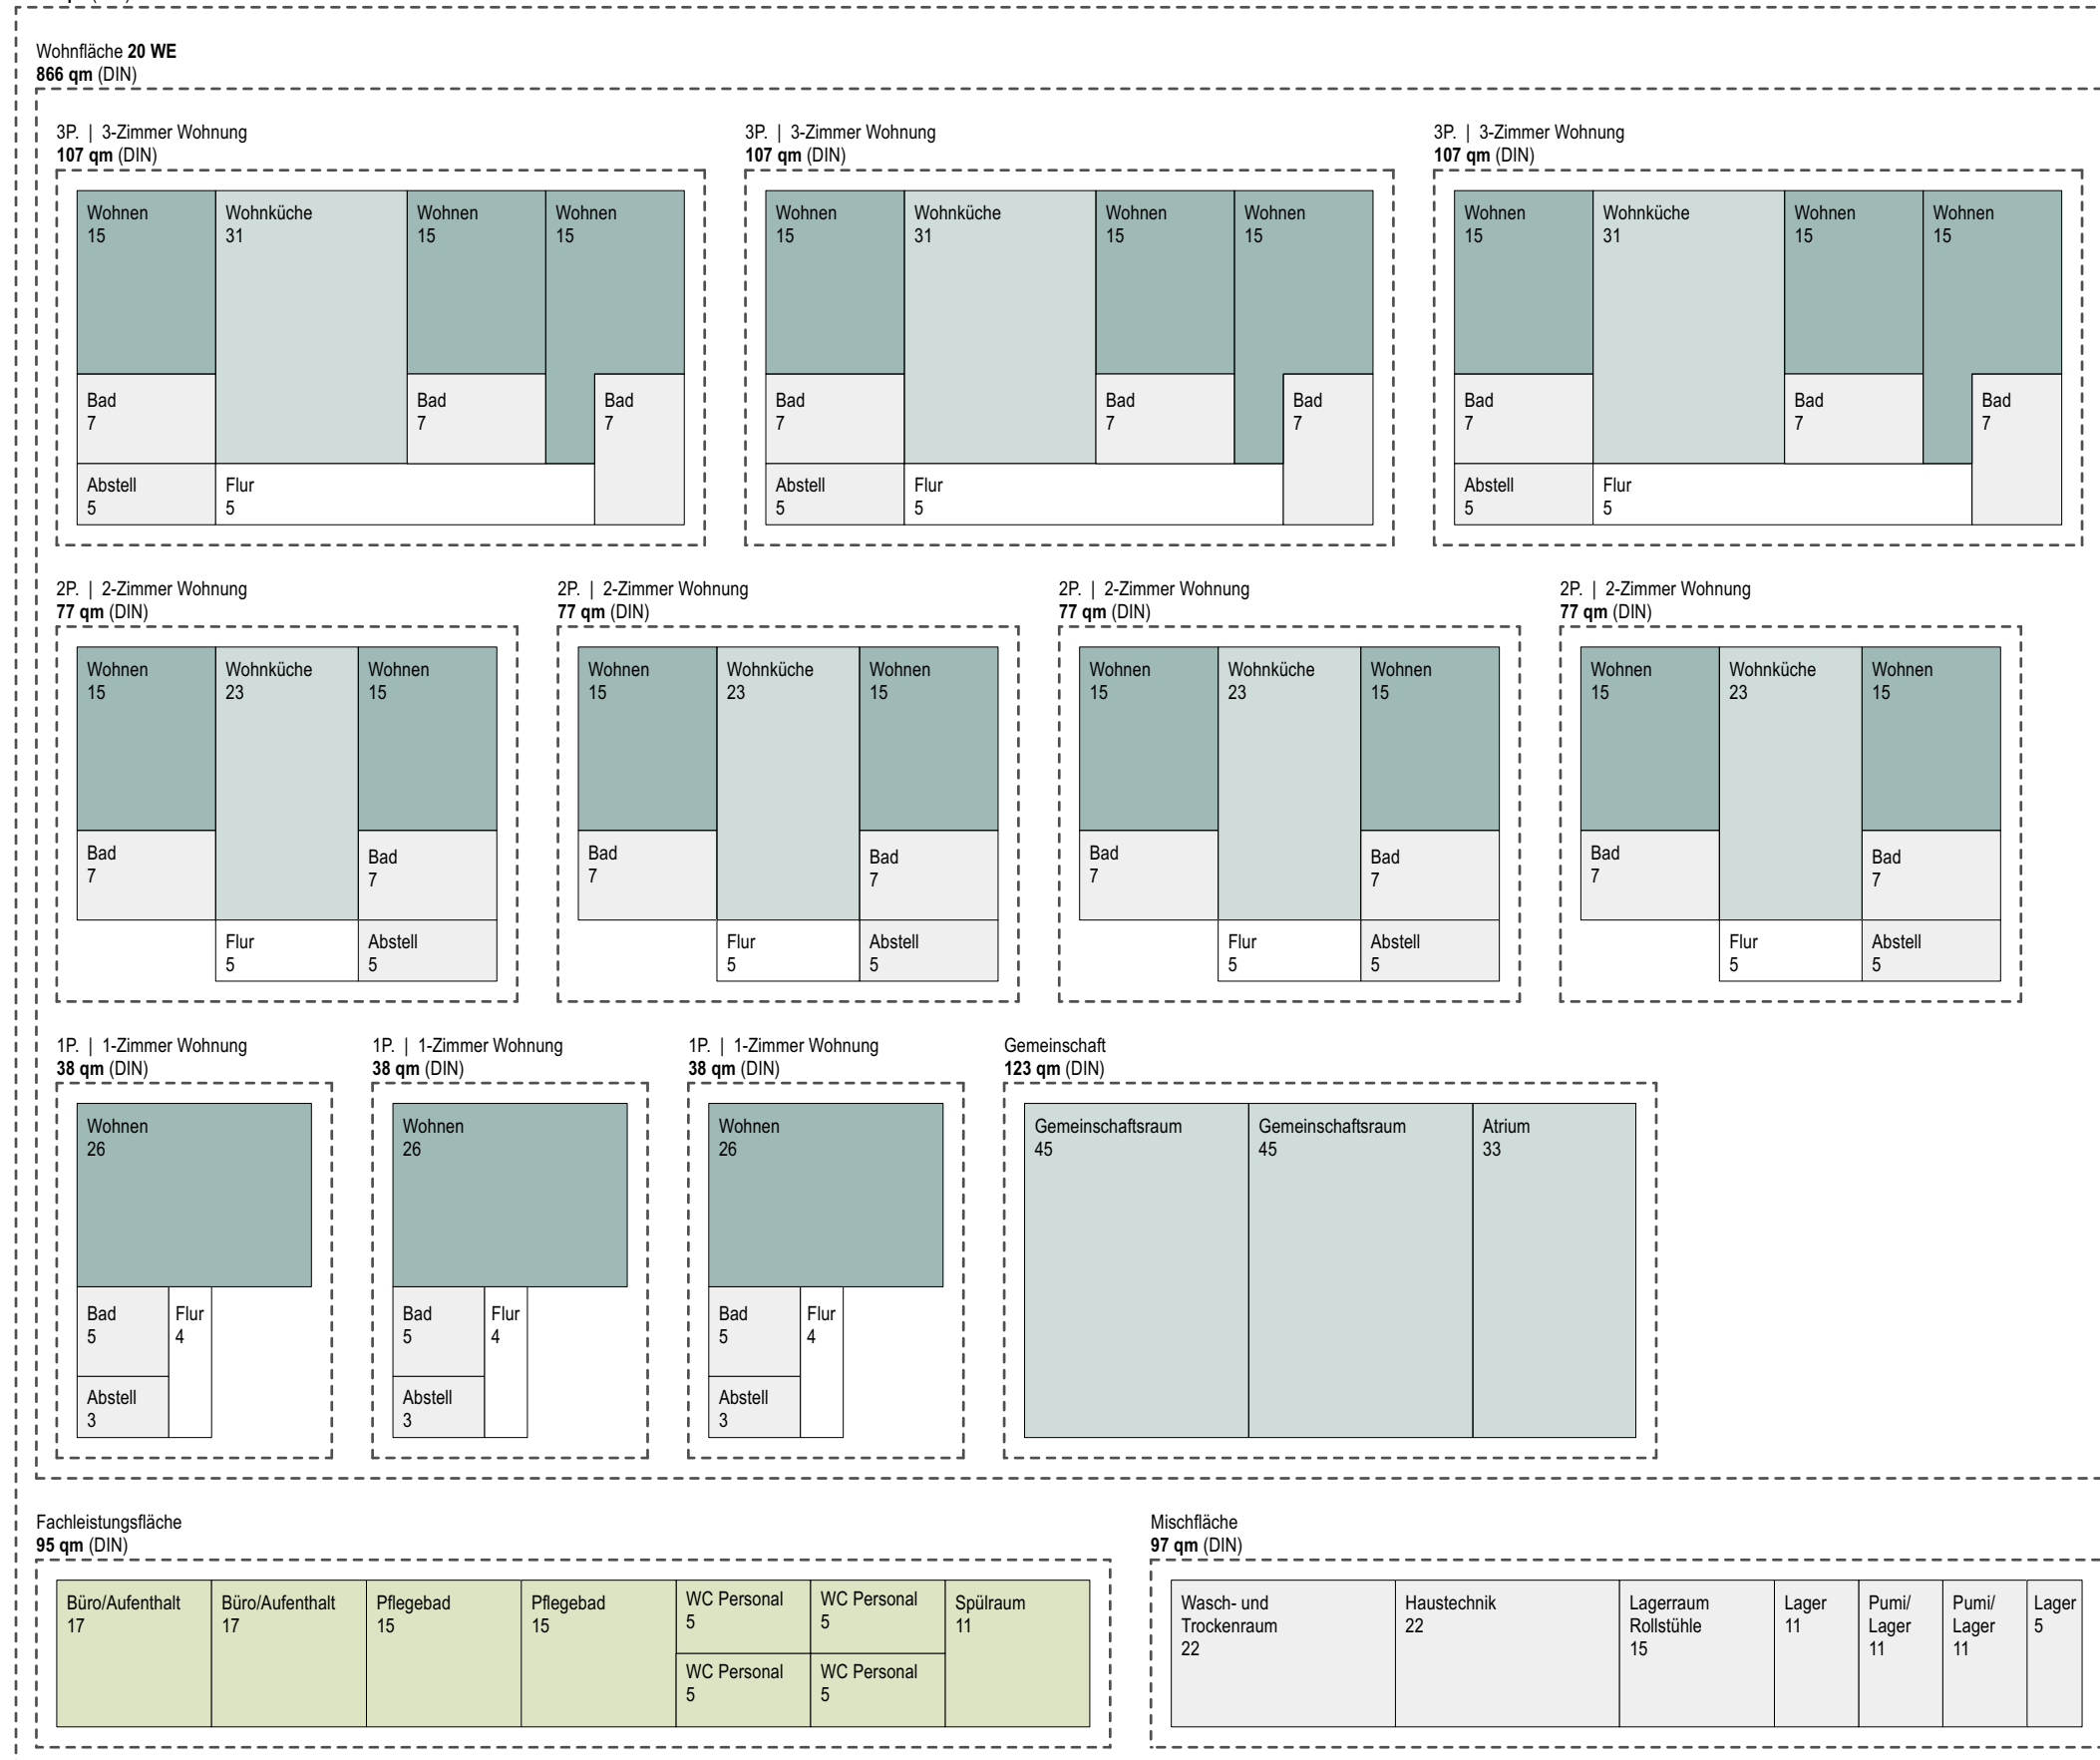 Wohnfläche 20 WE
866 qm (DIN)
3P. | 3-Zimmer Wohnung
107 qm (DIN)
Wohnen
15
Wohnküche
31
Wohnen
15
Wohnen
15
Bad
7
Bad
7
Bad
7
Abstell
5
Flur
5
3P. | 3-Zimmer Wohnung
107 qm (DIN)
Wohnen
15
Wohnküche
31
Wohnen
15
Wohnen
15
Bad
7
Bad
7
Bad
7
Abstell
5
Flur
5
3P. | 3-Zimmer Wohnung
107 qm (DIN)
Wohnen
15
Wohnküche
31
Wohnen
15
Wohnen
15
Bad
7
Bad
7
Bad
7
Abstell
5
Flur
5
2P. | 2-Zimmer Wohnung
77 qm (DIN)
Wohnen
15
Wohnküche
23
Wohnen
15
Bad
7
Bad
7
Flur
5
Abstell
5
2P. | 2-Zimmer Wohnung
77 qm (DIN)
Wohnen
15
Wohnküche
23
Wohnen
15
Bad
7
Bad
7
Flur
5
Abstell
5
2P. | 2-Zimmer Wohnung
77 qm (DIN)
Wohnen
15
Wohnküche
23
Wohnen
15
Bad
7
Bad
7
Flur
5
Abstell
5
2P. | 2-Zimmer Wohnung
77 qm (DIN)
Wohnen
15
Wohnküche
23
Wohnen
15
Bad
7
Bad
7
Flur
5
Abstell
5
1P. | 1-Zimmer Wohnung
38 qm (DIN)
Wohnen
26
Bad
5
Flur
4
Abstell
3
1P. | 1-Zimmer Wohnung
38 qm (DIN)
Wohnen
26
Bad
5
Flur
4
Abstell
3
1P. | 1-Zimmer Wohnung
38 qm (DIN)
Wohnen
26
Bad
5
Flur
4
Abstell
3
Gemeinschaft
123 qm (DIN)
Gemeinschaftsraum
45
Gemeinschaftsraum
45
Atrium
33
Fachleistungsfläche
95 qm (DIN)
Büro/Aufenthalt
17
Büro/Aufenthalt
17
Pflegebad
15
Pflegebad
15
WC Personal
5
WC Personal
5
WC Personal
5
WC Personal
5
Spülraum
11
Mischfläche
97 qm (DIN)
Wasch- und
Trockenraum
22
Haustechnik
22
Lagerraum
Rollstühle
15
Lager
11
Pumi/
Lager
11
Pumi/
Lager
11
Lager
5